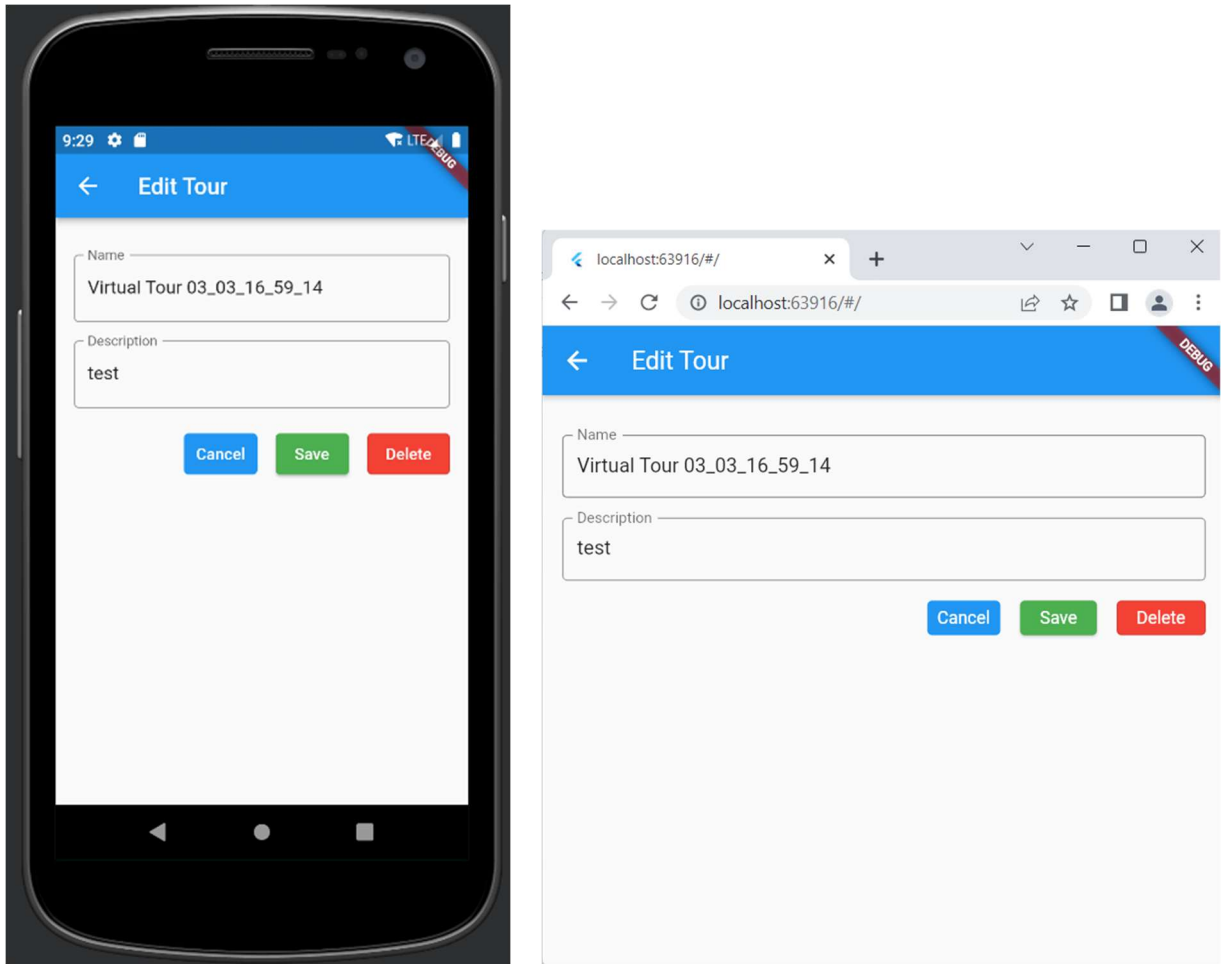 9:29 LTE
DEBUG
Edit Tour
Name
Virtual Tour 03_03_16_59_14
Description
test
Cancel Save Delete
localhost:63916/#/
localhost:63916/#/
Edit Tour
DEBUG
Name
Virtual Tour 03_03_16_59_14
Description
test
Cancel Save Delete